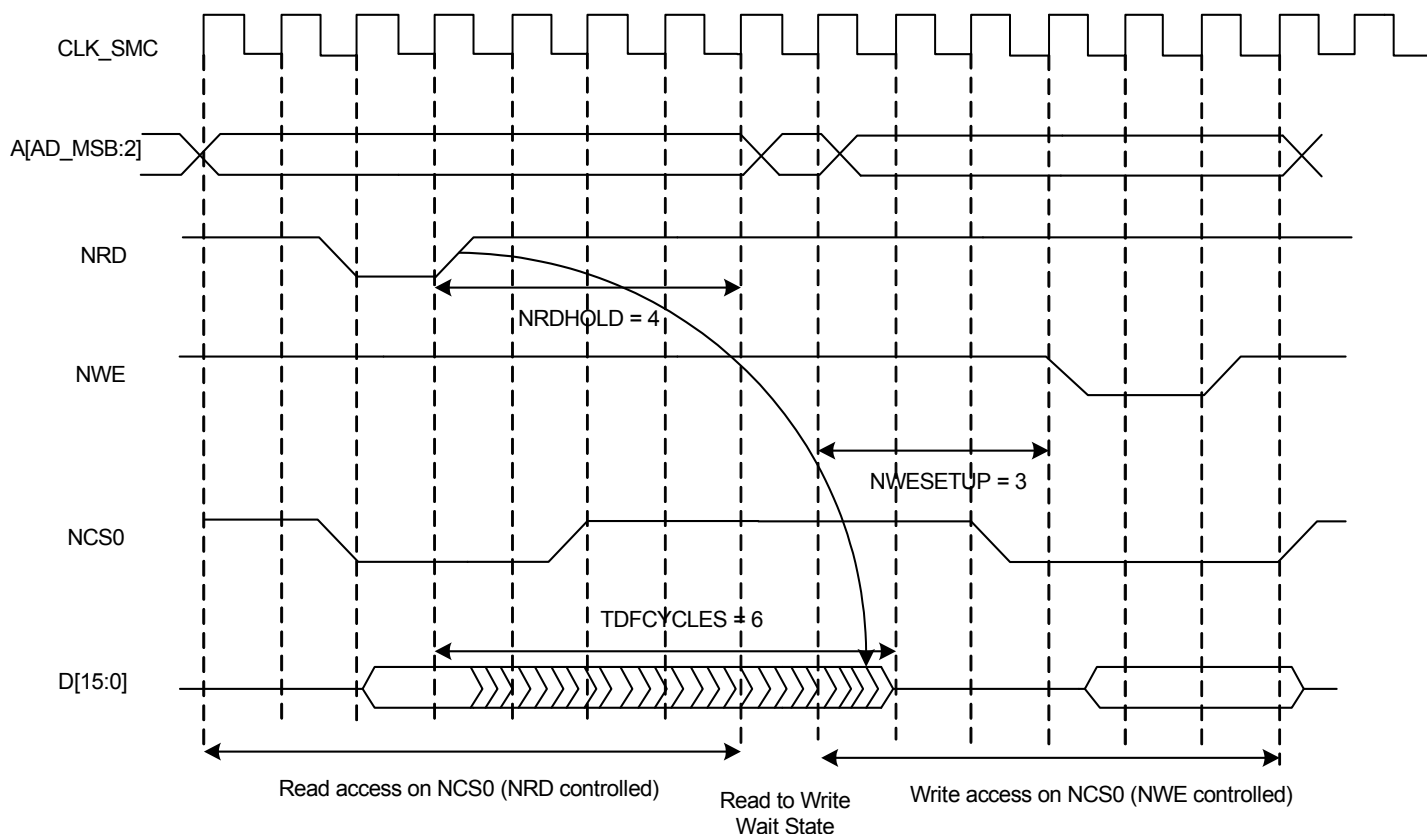 CLK_SMC
A[AD_MSB:2]
NRD
NRDHOLD = 4
NWE
NWESETUP = 3
NCS0
TDFCYCLES = 6
D[15:0]
Read access on NCS0 (NRD controlled)
Read to Write
Wait State
Write access on NCS0 (NWE controlled)